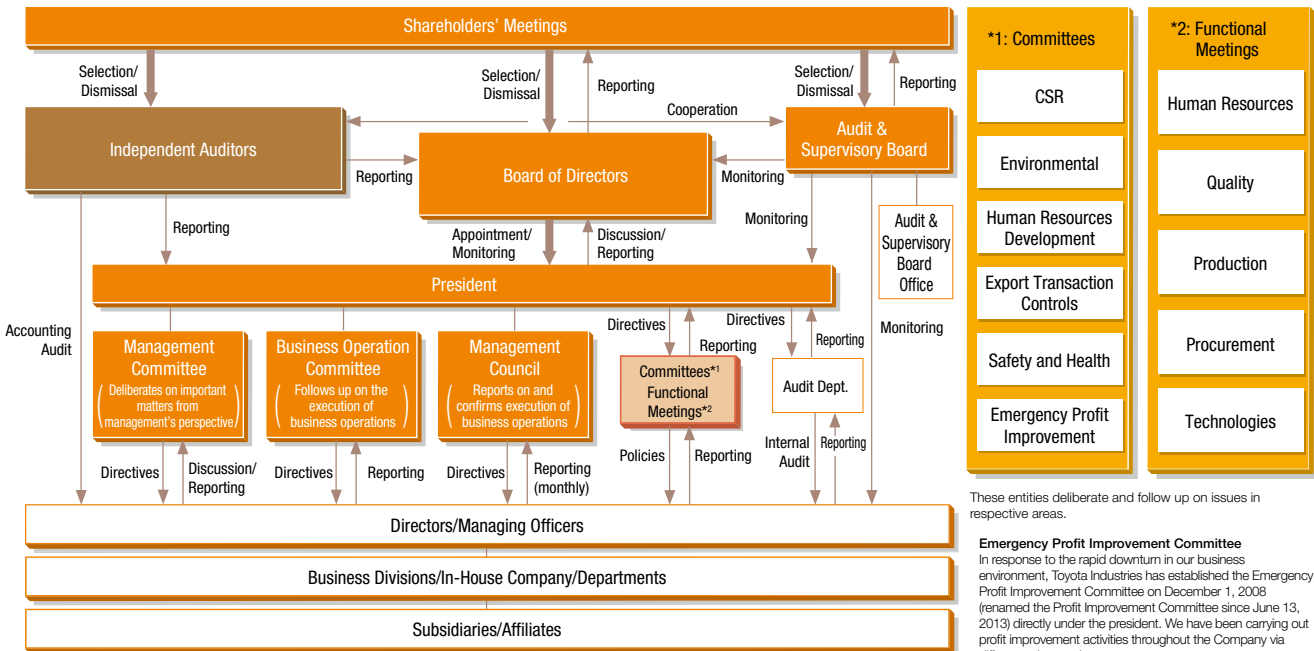 Shareholders' Meetings
Selection/
Dismissal
Selection/
Dismissal
Reporting
Selection/
Dismissal
Reporting
Cooperation
Independent Auditors
Reporting
Board of Directors
Monitoring
Audit &
Supervisory Board
Reporting
Appointment/
Monitoring
Discussion/
Reporting
Monitoring
Audit &
Supervisory
Board
Office
President
Accounting
Audit
Directives
Reporting
Directives
Reporting
Monitoring
Management
Committee
(Deliberates on important
matters from
management's perspective)
Business Operation
Committee
(Follows up on the
execution of
business operations)
Management
Council
(Reports on and
confirms execution of
business operations)
Committees*1
Functional
Meetings*2
Audit Dept.
Directives
Discussion/
Reporting
Directives
Reporting
Directives
Reporting
(monthly)
Policies
Reporting
Internal
Audit
Reporting
Directors/Managing Officers
Business Divisions/In-House Company/Departments
Subsidiaries/Affiliates
*1: Committees
CSR
Environmental
Human Resources
Development
Export Transaction
Controls
Safety and Health
Emergency Profit
Improvement
*2: Functional
Meetings
Human Resources
Quality
Production
Procurement
Technologies
These entities deliberate and follow up on issues in
respective areas.
Emergency Profit Improvement Committee
In response to the rapid downturn in our business
environment, Toyota Industries has established the Emergency
Profit Improvement Committee on December 1, 2008
(renamed the Profit Improvement Committee since June 13,
2013) directly under the president. We have been carrying out
profit improvement activities throughout the Company via